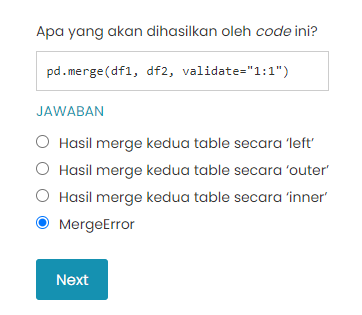 Apa yang akan dihasilkan oleh code ini?
pd.merge(df1, df2, validate="1:1")
JAWABAN
Hasil merge kedua table secara ‘left’
Hasil merge kedua table secara ‘outer’
Hasil merge kedua table secara ‘inner’
MergeError
Next